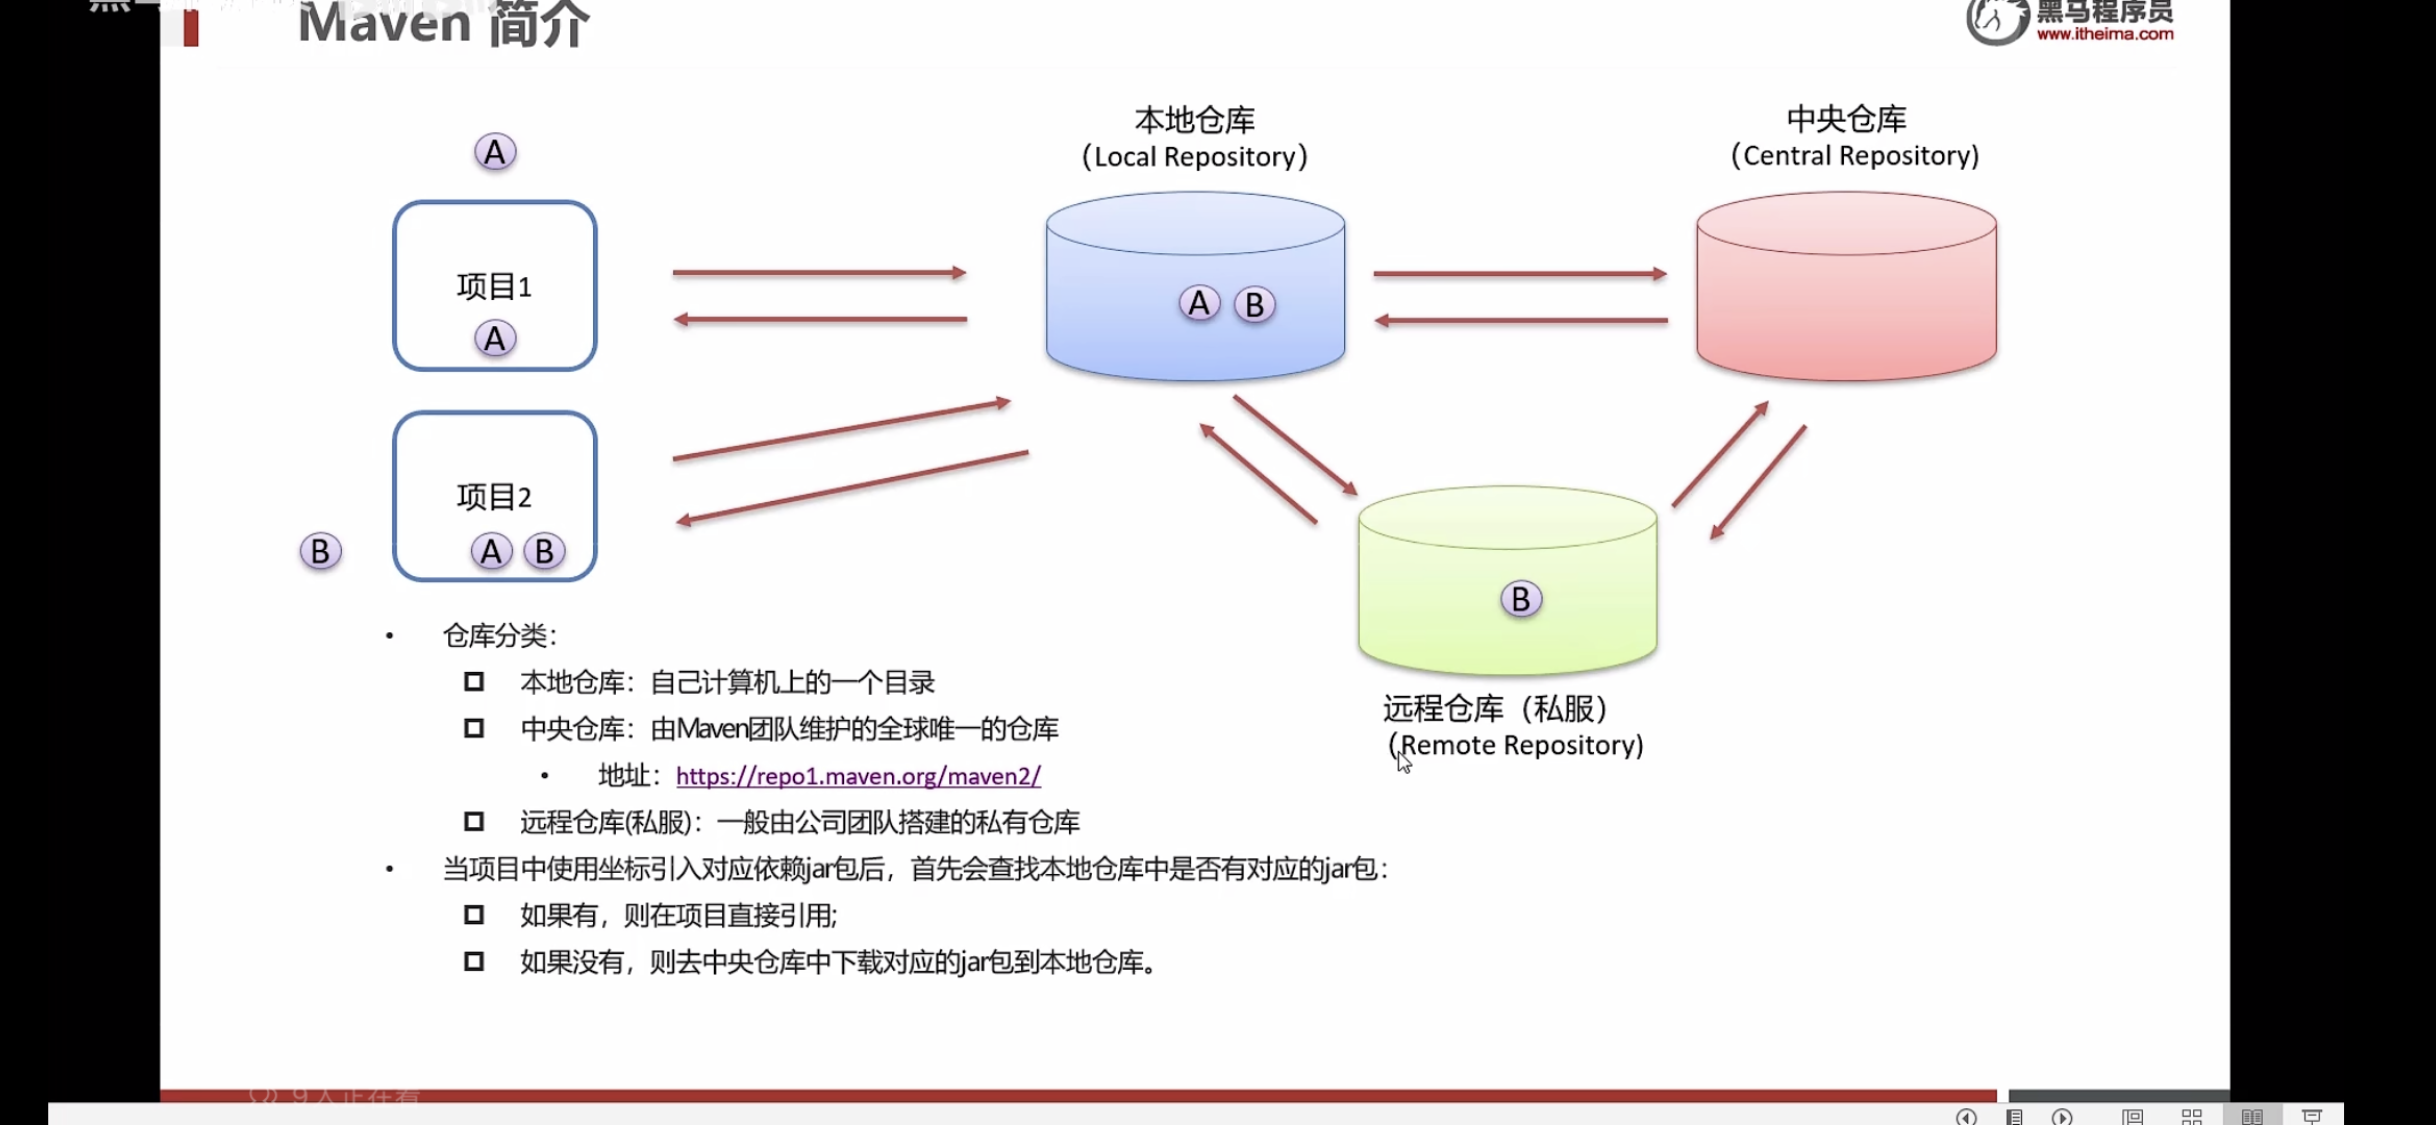 Maven 简介
黑马程序员
www.itheima.com
A
项目1
A
本地仓库
（Local Repository）
A B
中央仓库
（Central Repository)
项目2
A B
B
B
远程仓库（私服）
（Remote Repository)
• 仓库分类：
本地仓库：自己计算机上的一个目录
中央仓库：由Maven团队维护的全球唯一的仓库
• 地址：https://repo1.maven.org/maven2/
远程仓库(私服)：一般由公司团队搭建的私有仓库
• 当项目中使用坐标引入对应依赖jar包后，首先会查找本地仓库中是否有对应的jar包：
如果有，则在项目直接引用;
如果没有，则去中央仓库中下载对应的jar包到本地仓库。
9人正在看